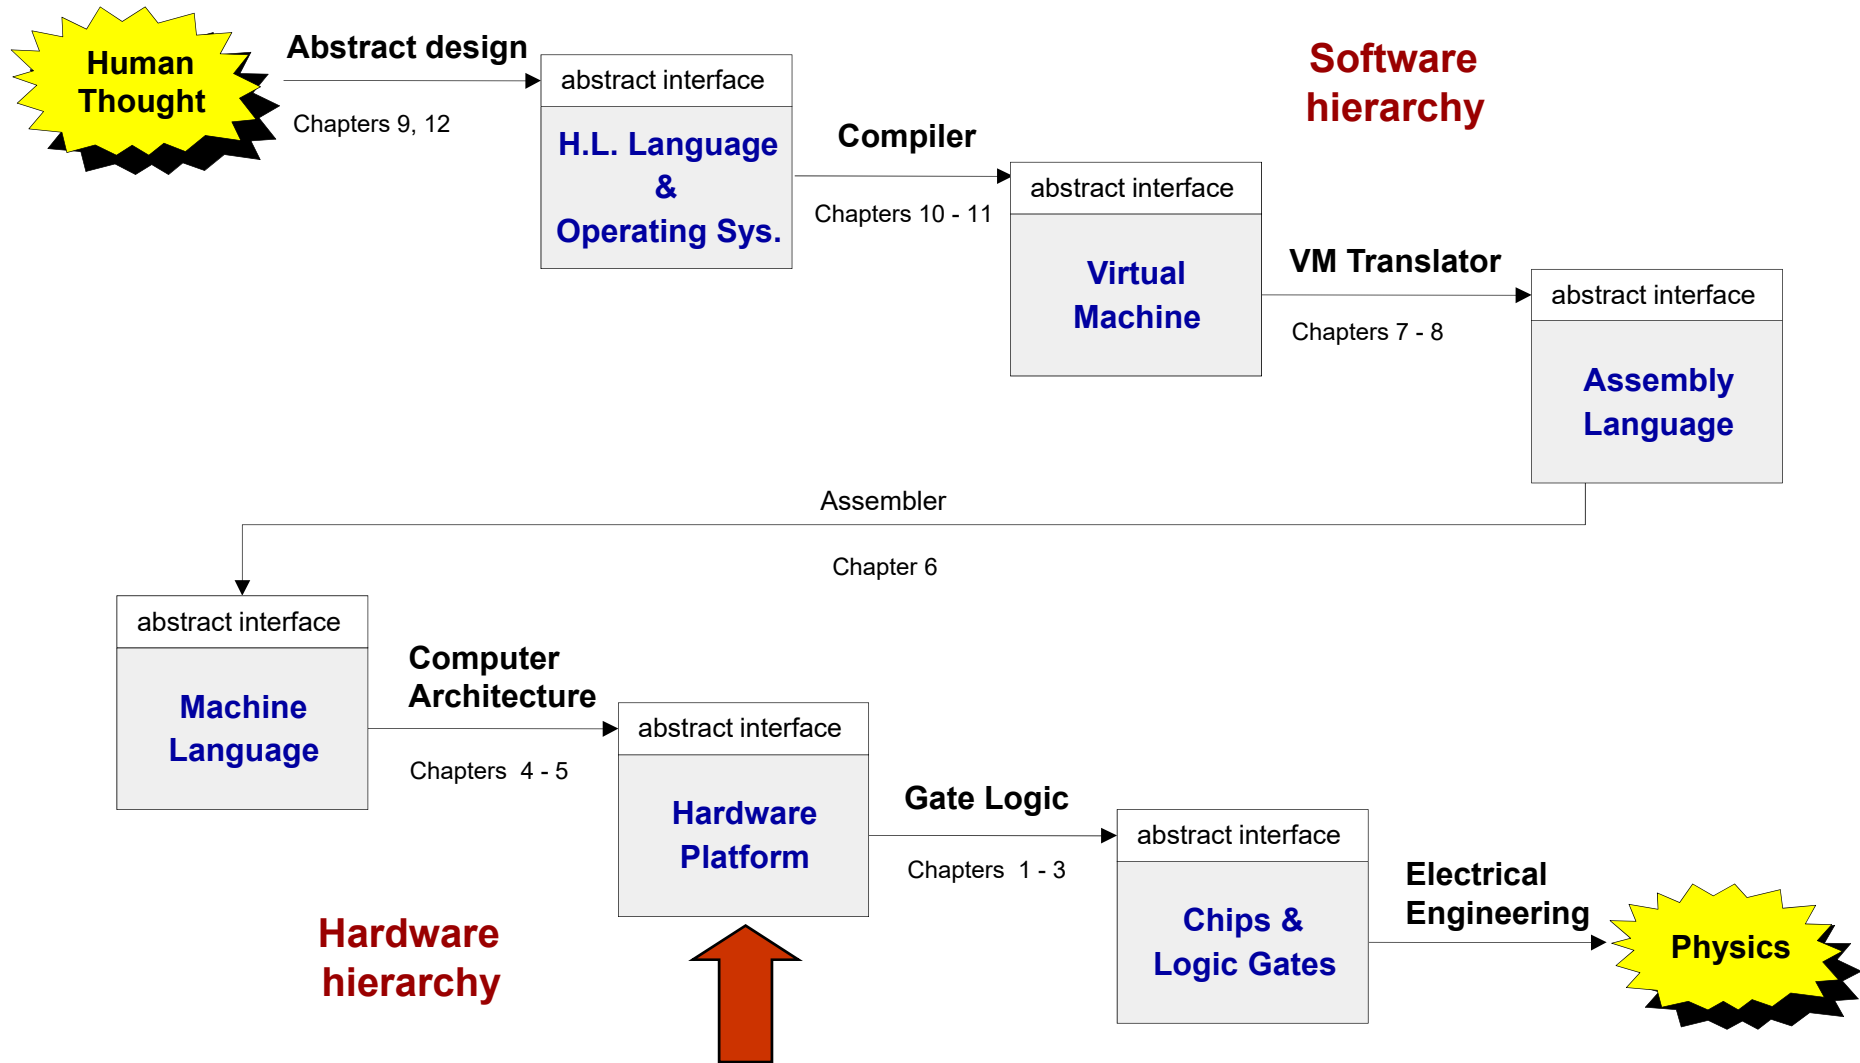 Human
Thought
Abstract design
Chapters 9, 12
abstract interface
H.L. Language
&
Operating Sys.
Compiler
Chapters 10 - 11
Software
hierarchy
abstract interface
Virtual
Machine
VM Translator
Chapters 7 - 8
abstract interface
Assembly
Language
Assembler
Chapter 6
abstract interface
Machine
Language
Computer
Architecture
Chapters 4 - 5
abstract interface
Hardware
Platform
Gate Logic
Chapters 1 - 3
abstract interface
Chips &
Logic Gates
Electrical
Engineering
Physics
Hardware
hierarchy